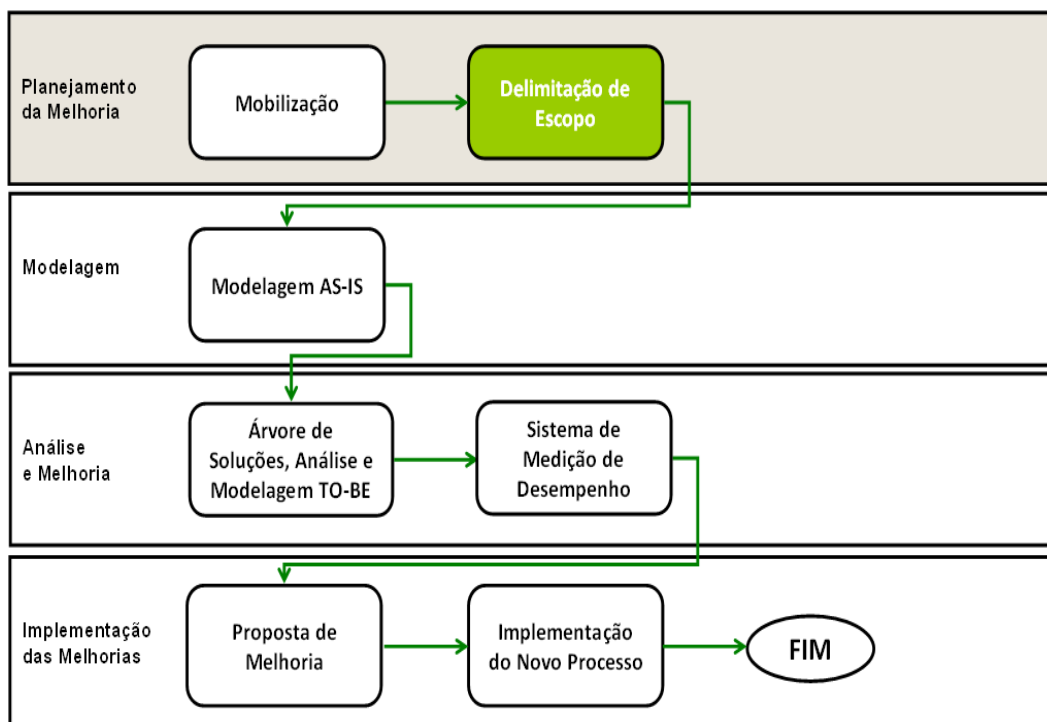 Planejamento
da Melhoria
Mobilização
Delimitação de
Escopo
Modelagem
Modelagem AS-IS
Análise
e Melhoria
Árvore de
Soluções, Análise e
Modelagem TO-BE
Sistema de
Medição de
Desempenho
Implementação
das Melhorias
Proposta de
Melhoria
Implementação
do Novo Processo
FIM